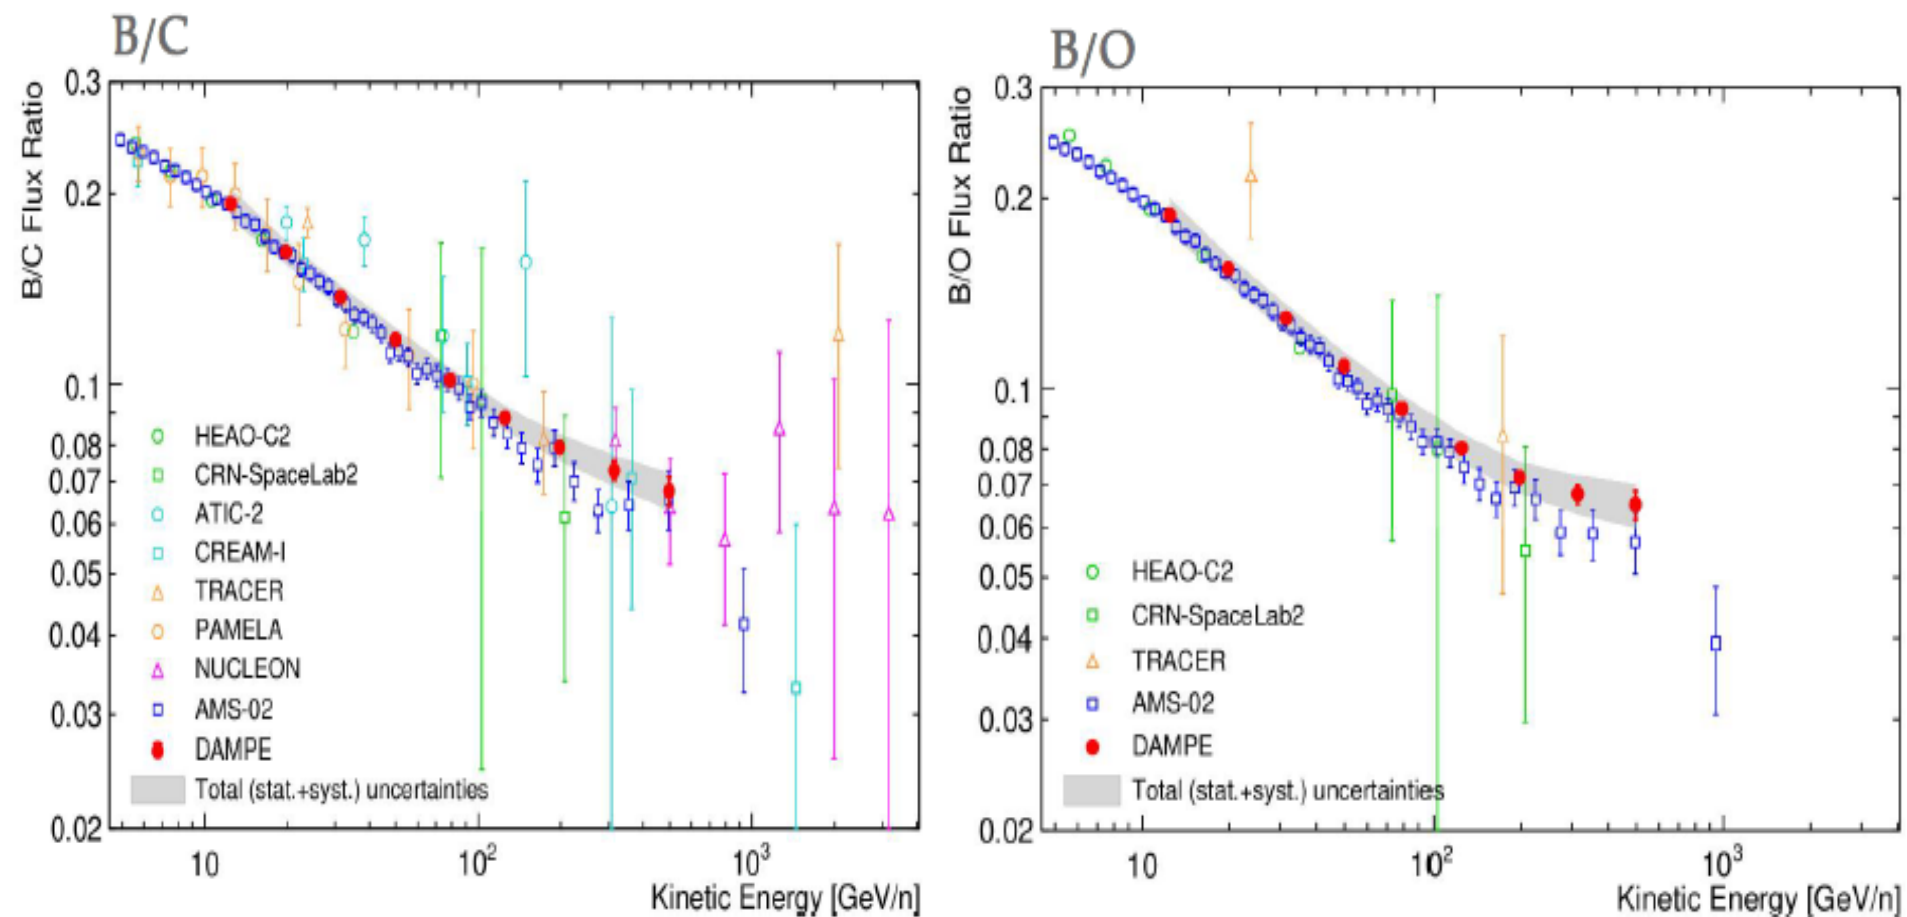 B/C
B/C Flux Ratio
0.3
0.2
0.1
0.08
0.07
0.06
0.05
0.04
0.03
0.02
HEAO-C2
CRN-SpaceLab2
ATIC-2
CREAM-I
TRACER
PAMELA
NUCLEON
AMS-02
DAMPE
Total (stat.+syst.) uncertainties
10
10²
10³
Kinetic Energy [GeV/n]
B/O
B/O Flux Ratio
0.3
0.2
0.1
0.08
0.07
0.06
0.05
0.04
0.03
0.02
HEAO-C2
CRN-SpaceLab2
TRACER
AMS-02
DAMPE
Total (stat.+syst.) uncertainties
10
10²
10³
Kinetic Energy [GeV/n]